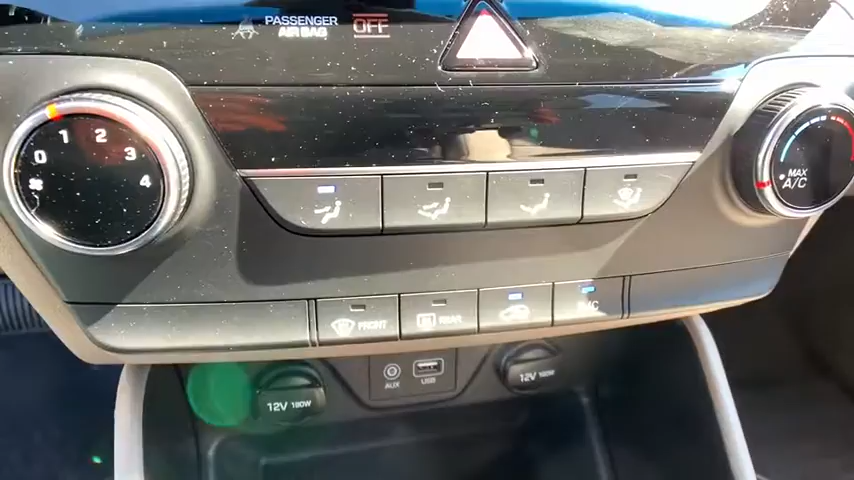 PASSENGER
AIR BAG
OFF
0
1
2
3
4
MAX
A/C
FRONT
REAR
A/C
12V 180W
AUX
USB
12V 180W